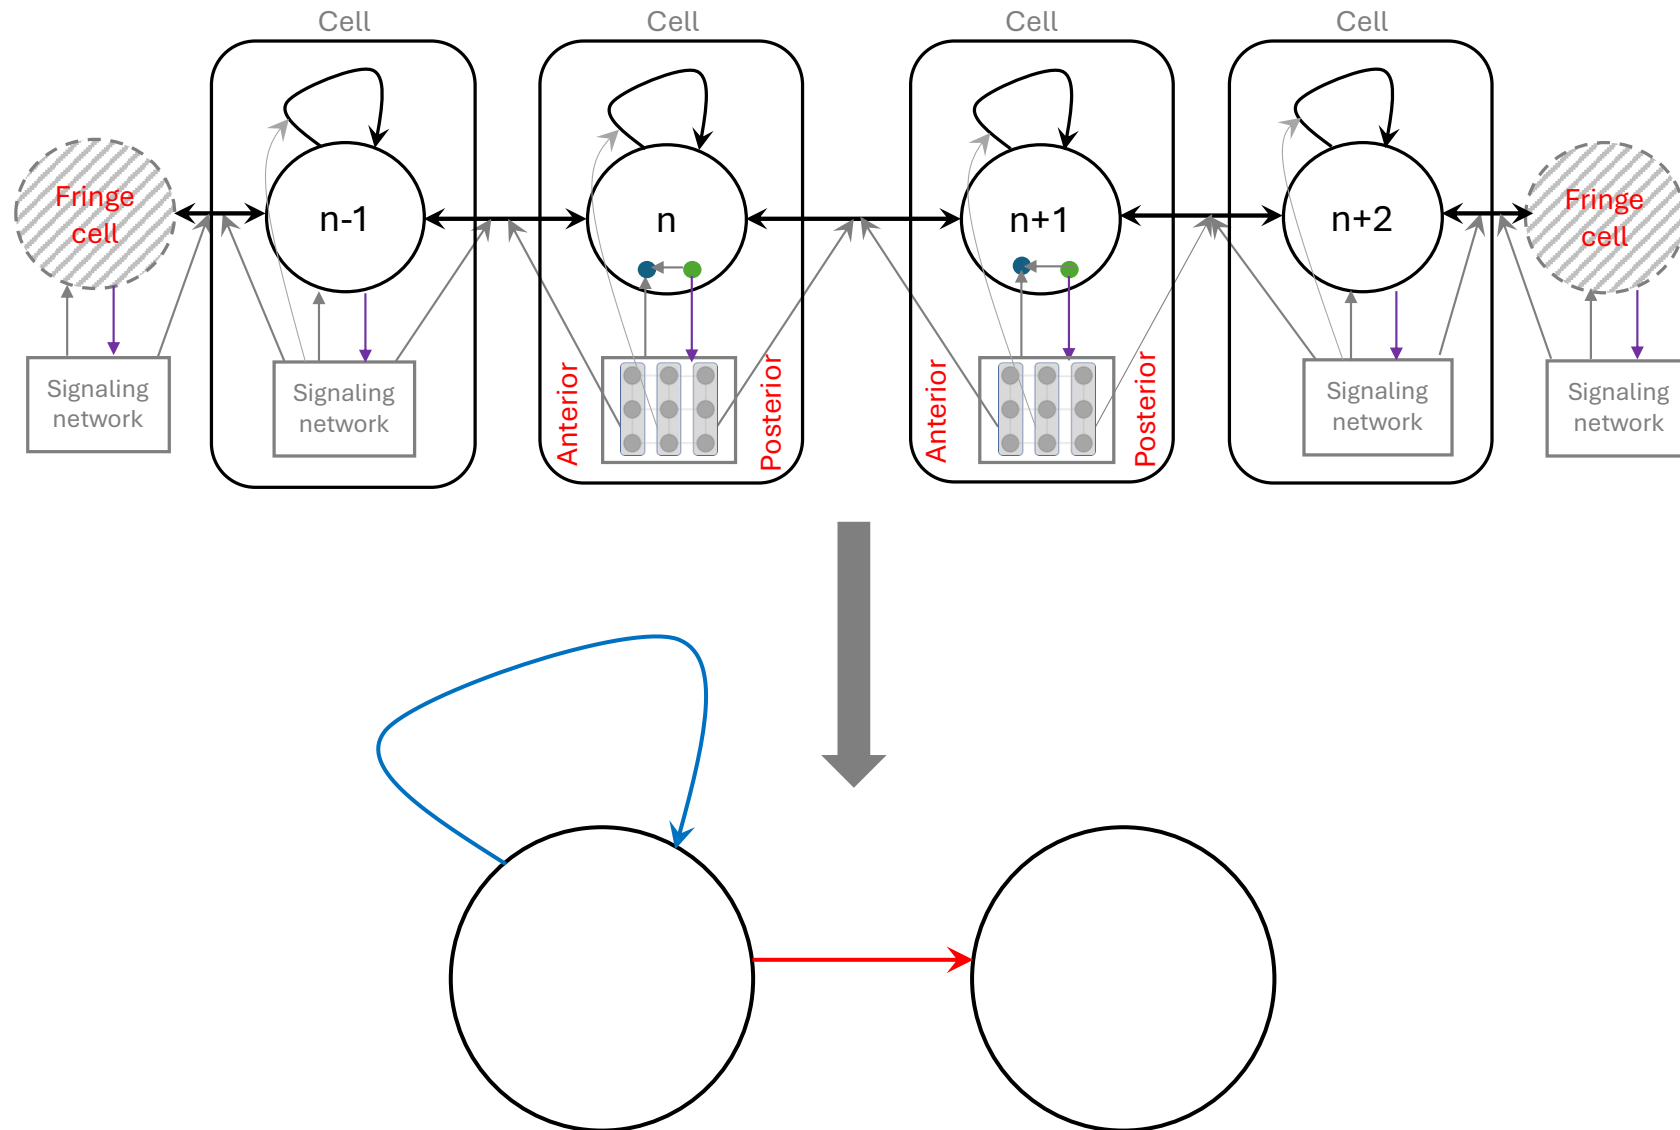 Cell
Cell
Cell
Cell
Fringe
cell
n-1
n
n+1
n+2
Fringe
cell
Signaling
network
Signaling
network
Anterior
Posterior
Anterior
Posterior
Signaling
network
Signaling
network